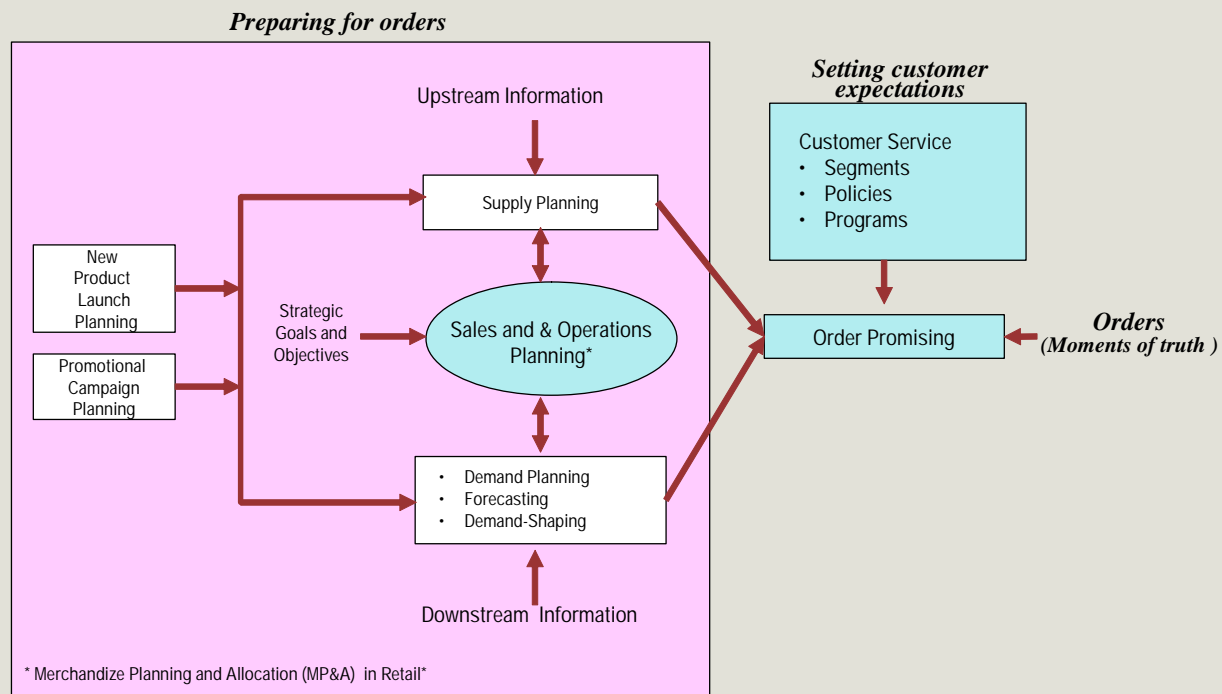 Preparing for orders
Upstream Information
Supply Planning
New
Product
Launch
Planning
Promotional
Campaign
Planning
Strategic
Goals and
Objectives
Sales and & Operations
Planning*
• Demand Planning
• Forecasting
• Demand-Shaping
Downstream Information
* Merchandize Planning and Allocation (MP&A) in Retail*
Setting customer
expectations
Customer Service
• Segments
• Policies
• Programs
Order Promising
Orders
(Moments of truth )